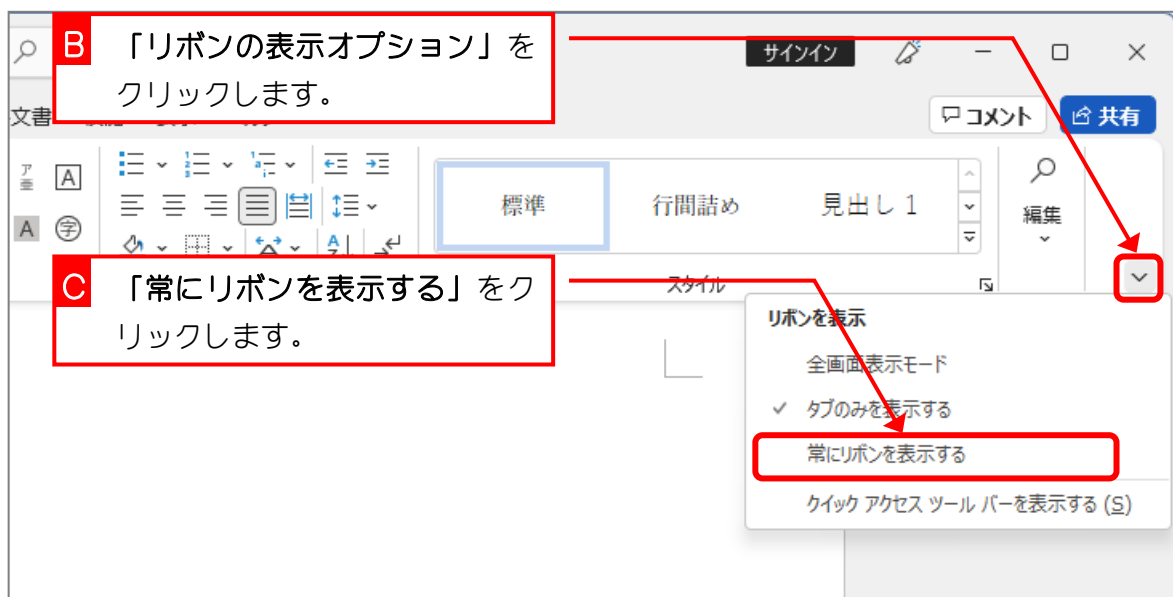 B 「リボンの表示オプション」を
クリックします。
サインイン
文書
コメント
共有
ア
亜
A
A
字
標準
行間詰め
見出し 1
編集
スタイル
C 「常にリボンを表示する」をク
リックします。
リボンを表示
全画面表示モード
タブのみを表示する
常にリボンを表示する
クイック アクセス ツール バーを表示する (S)